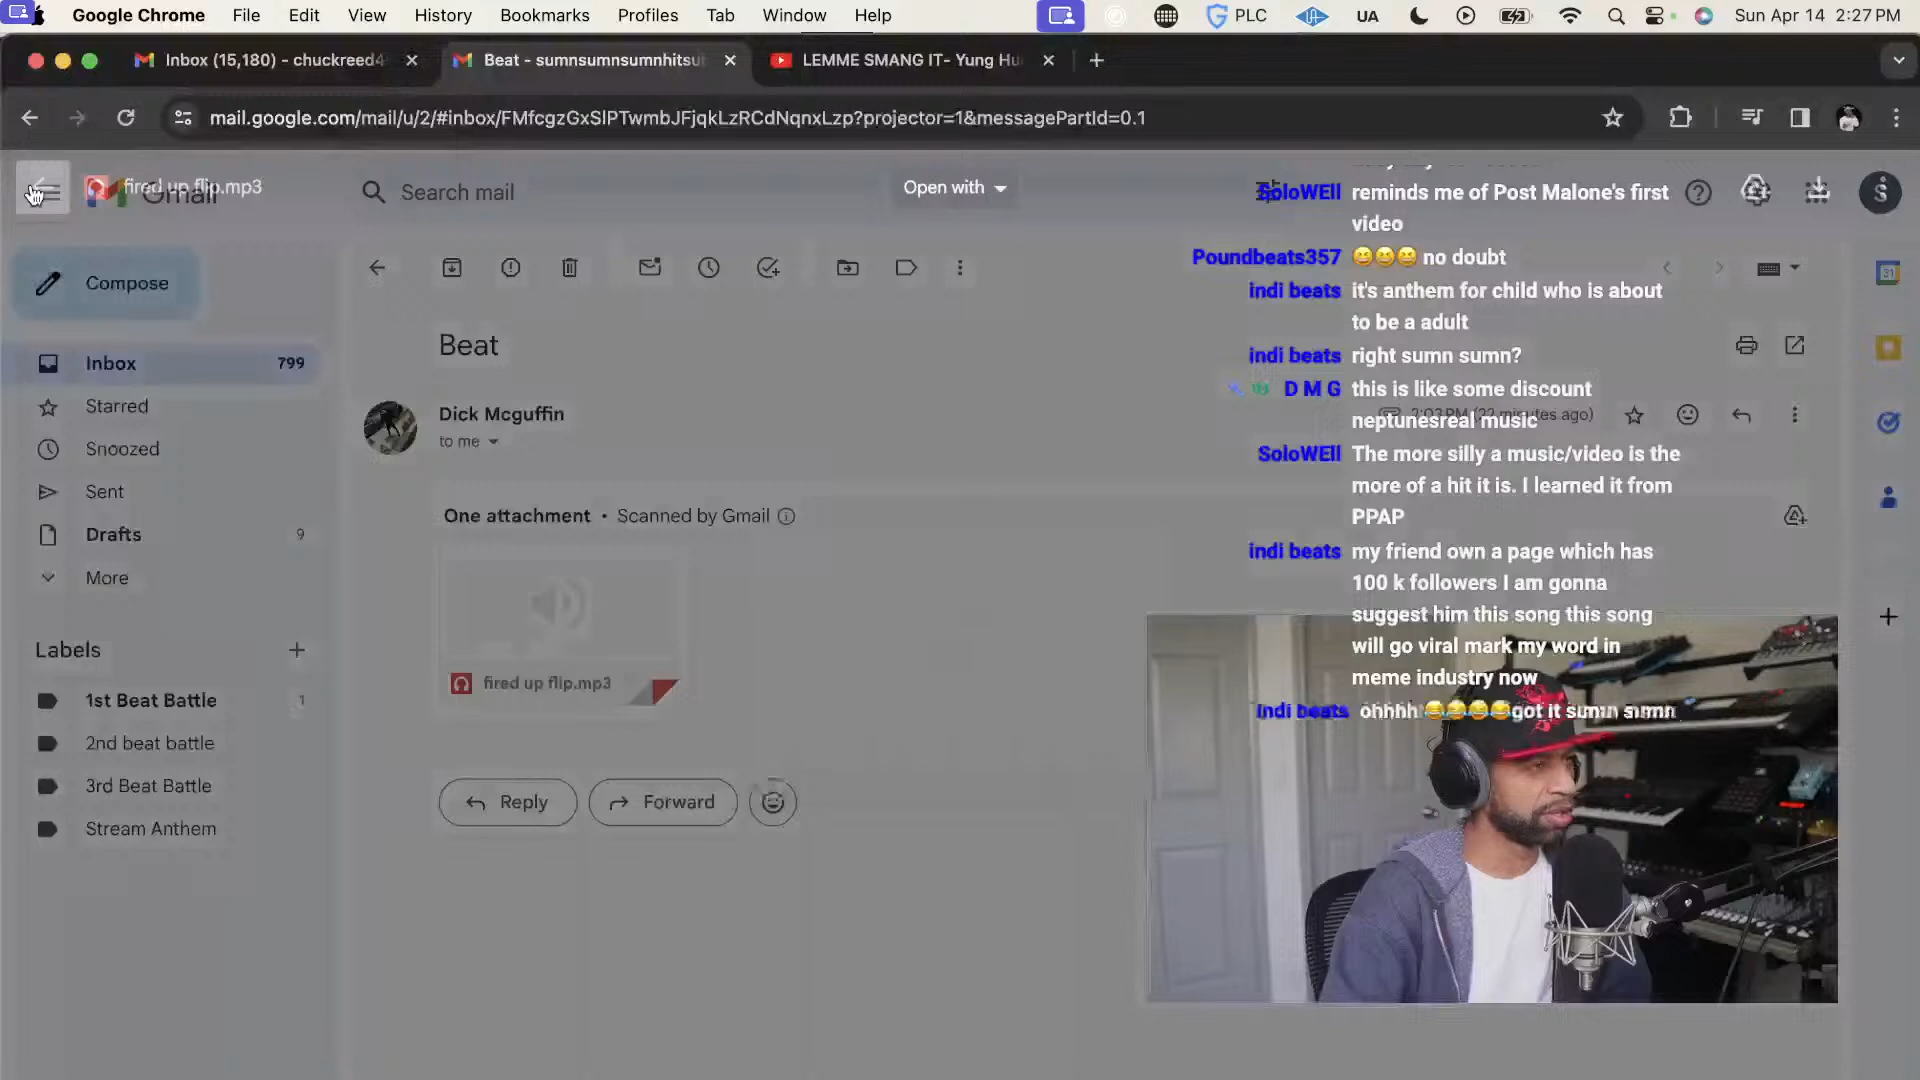 Google Chrome File Edit View History Bookmarks Profiles Tab Window Help PLC UA Sun Apr 14 2:27 PM
Inbox (15,180) - chuckreed4 Beat - sumnsumnsumnhitsu LEMME SMANG IT- Yung Hu
mail.google.com/mail/u/2/#inbox/FMfcgzGxSlPTwmbJFjqkLzRCdNqnxLzp?projector=1&messagePartId=0.1
fired up flip.mp3
Gmail
Search mail
Open with
Compose
Inbox 799
Starred
Snoozed
Sent
Drafts 9
More
Labels
1st Beat Battle 1
2nd beat battle
3rd Beat Battle
Stream Anthem
Beat
Dick Mcguffin
to me
2:03 PM (22 minutes ago)
One attachment • Scanned by Gmail
fired up flip.mp3
Reply
Forward
SoloWEll reminds me of Post Malone's first
video
Poundbeats357 😄😄😄 no doubt
indi beats it's anthem for child who is about
to be a adult
indi beats right sumn sumn?
D M G this is like some discount
neptunesreal music
SoloWEll The more silly a music/video is the
more of a hit it is. I learned it from
PPAP
indi beats my friend own a page which has
100 k followers I am gonna
suggest him this song this song
will go viral mark my word in
meme industry now
indi beats ohhhh😂😂😂😂got it sumn sumn
S
31